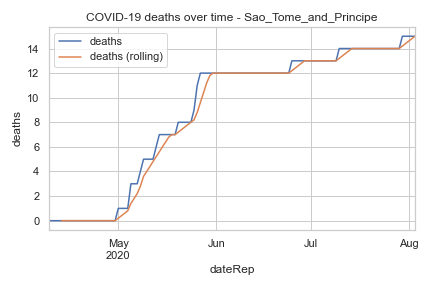 COVID-19 deaths over time - Sao_Tome_and_Principe
deaths
deaths (rolling)
deaths
14
12
10
8
6
4
2
0
May
2020
Jun
Jul
Aug
dateRep